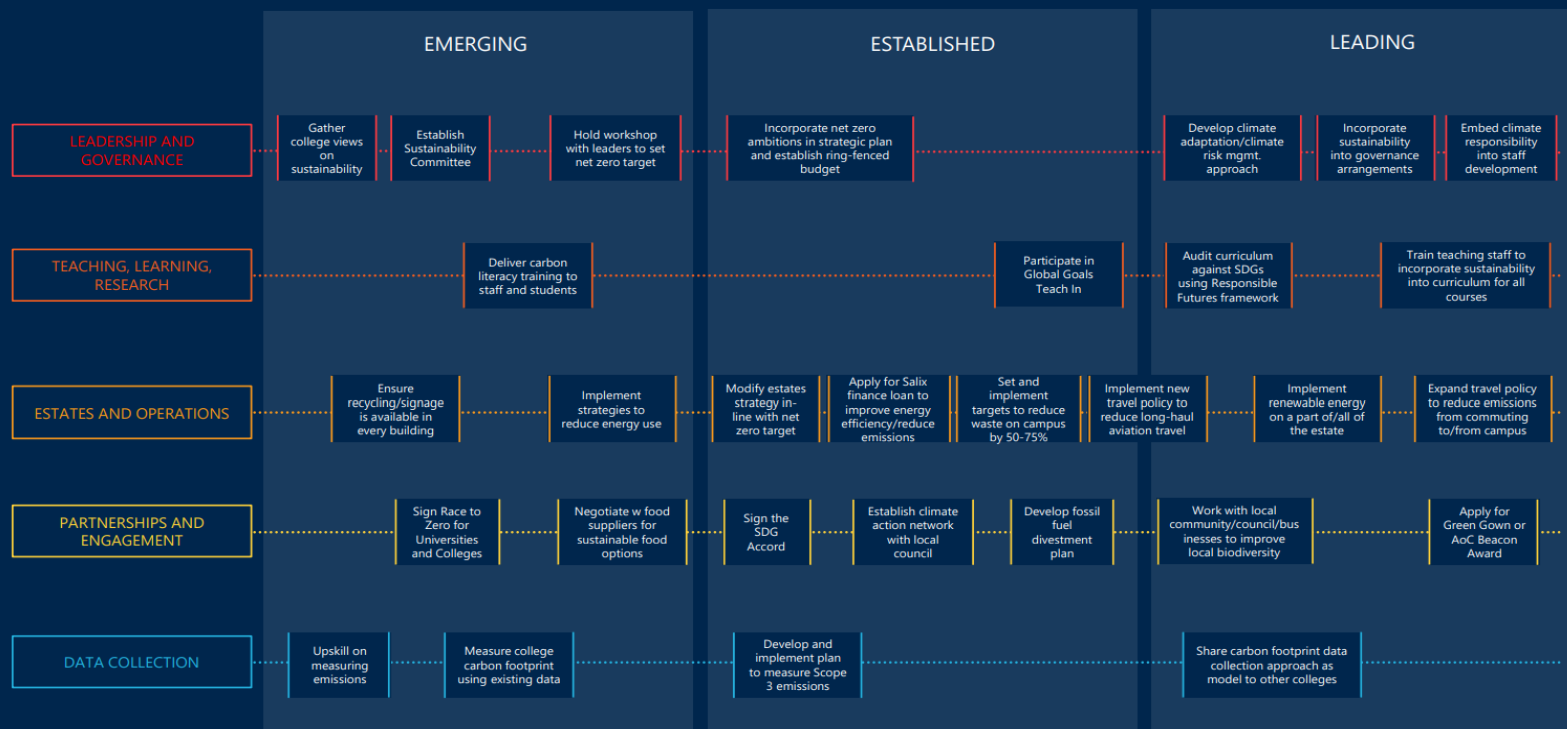 EMERGING
ESTABLISHED
LEADING
LEADERSHIP AND
GOVERNANCE
Gather
college views
on
sustainability
Establish
Sustainability
Committee
Hold workshop
with leaders to set
net zero target
Incorporate net zero
ambitions in strategic plan
and establish ring-fenced
budget
Develop climate
adaptation/climate
risk mgmt.
approach
Incorporate
sustainability
into governance
arrangements
Embed climate
responsibility
into staff
development
TEACHING, LEARNING,
RESEARCH
Deliver carbon
literacy training to
staff and students
Participate in
Global Goals
Teach In
Audit curriculum
against SDGs
using Responsible
Futures framework
Train teaching staff to
incorporate sustainability
into curriculum for all
courses
ESTATES AND OPERATIONS
Ensure
recycling/signage
is available in
every building
Implement
strategies to
reduce energy use
Modify estates
strategy in-
line with net
zero target
Apply for Salix
finance loan to
improve energy
efficiency/reduce
emissions
Set and
implement
targets to reduce
waste on campus
by 50-75%
Implement new
travel policy to
reduce long-haul
aviation travel
Implement
renewable energy
on a part of/all of
the estate
Expand travel policy
to reduce emissions
from commuting
to/from campus
PARTNERSHIPS AND
ENGAGEMENT
Sign Race to
Zero for
Universities
and Colleges
Negotiate w food
suppliers for
sustainable food
options
Sign the
SDG
Accord
Establish climate
action network
with local
council
Develop fossil
fuel
divestment
plan
Work with local
community/council/bus
inesses to improve
local biodiversity
Apply for
Green Gown or
AoC Beacon
Award
DATA COLLECTION
Upskill on
measuring
emissions
Measure college
carbon footprint
using existing data
Develop and
implement plan
to measure Scope
3 emissions
Share carbon footprint data
collection approach as
model to other colleges